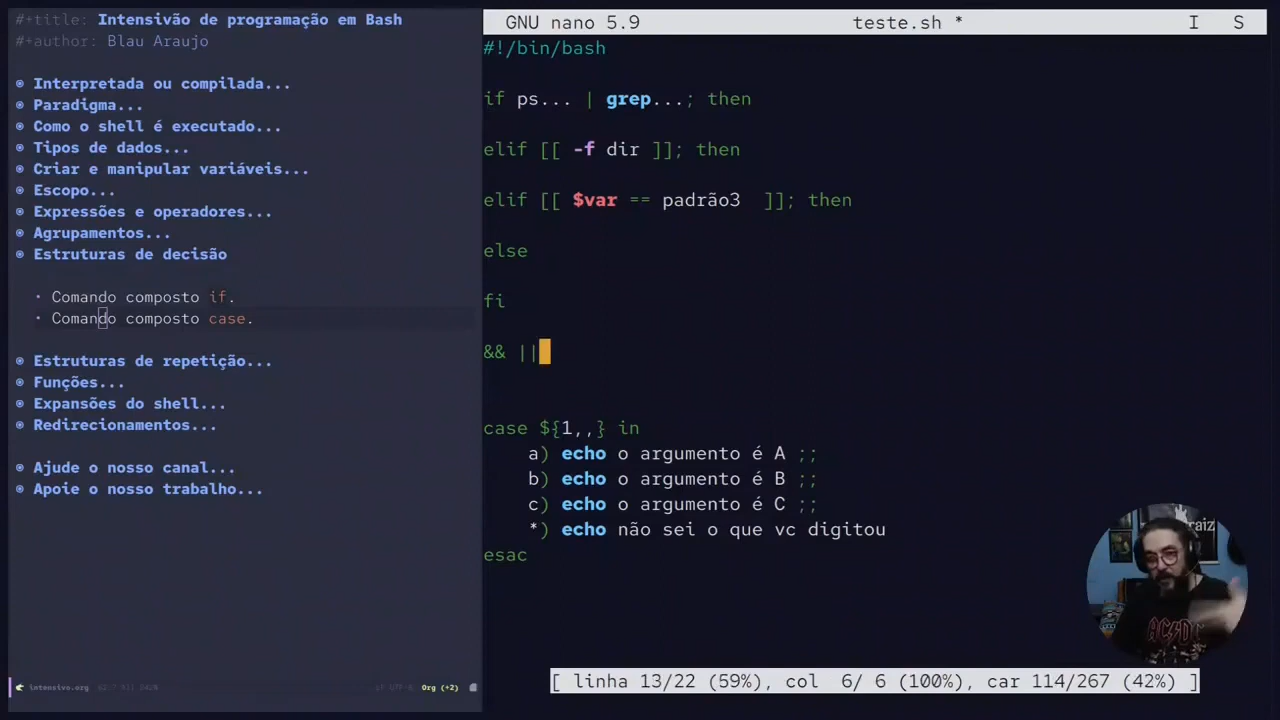 #+title: Intensivão de programação em Bash
#+author: Blau Araujo
Interpretada ou compilada...
Paradigma...
Como o shell é executado...
Tipos de dados...
Criar e manipular variáveis...
Escopo...
Expressões e operadores...
Agrupamentos...
Estruturas de decisão
• Comando composto if.
• Comando composto case.
Estruturas de repetição...
Funções...
Expansões do shell...
Redirecionamentos...
Ajude o nosso canal...
Apoie o nosso trabalho...
intensivo.org
Org (+2)
GNU nano 5.9 teste.sh * I S
#!/bin/bash
if ps... | grep...; then
elif [[ -f dir ]]; then
elif [[ $var == padrão3  ]]; then
else
fi
&& ||
case ${1,,} in
a) echo o argumento é A ;;
b) echo o argumento é B ;;
c) echo o argumento é C ;;
*) echo não sei o que vc digitou
esac
raiz
AC/DC
[ linha 13/22 (59%), col  6/ 6 (100%), car 114/267 (42%) ]